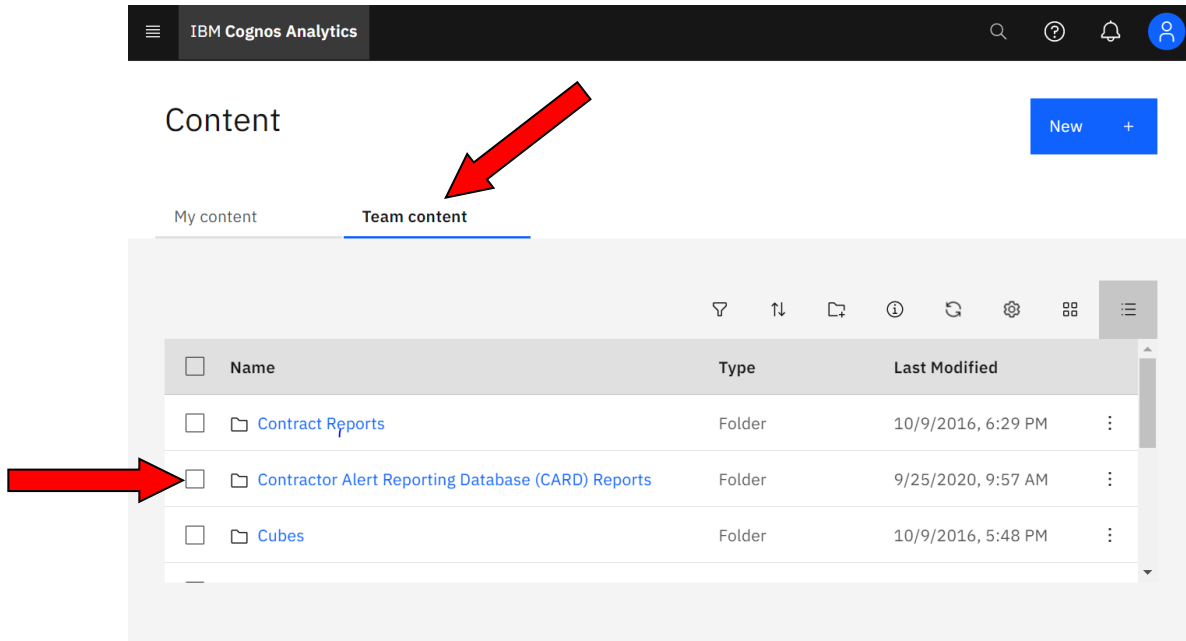 IBM Cognos Analytics
Content
New +
My content Team content
Name Type Last Modified
Contract Reports Folder 10/9/2016, 6:29 PM
Contractor Alert Reporting Database (CARD) Reports Folder 9/25/2020, 9:57 AM
Cubes Folder 10/9/2016, 5:48 PM